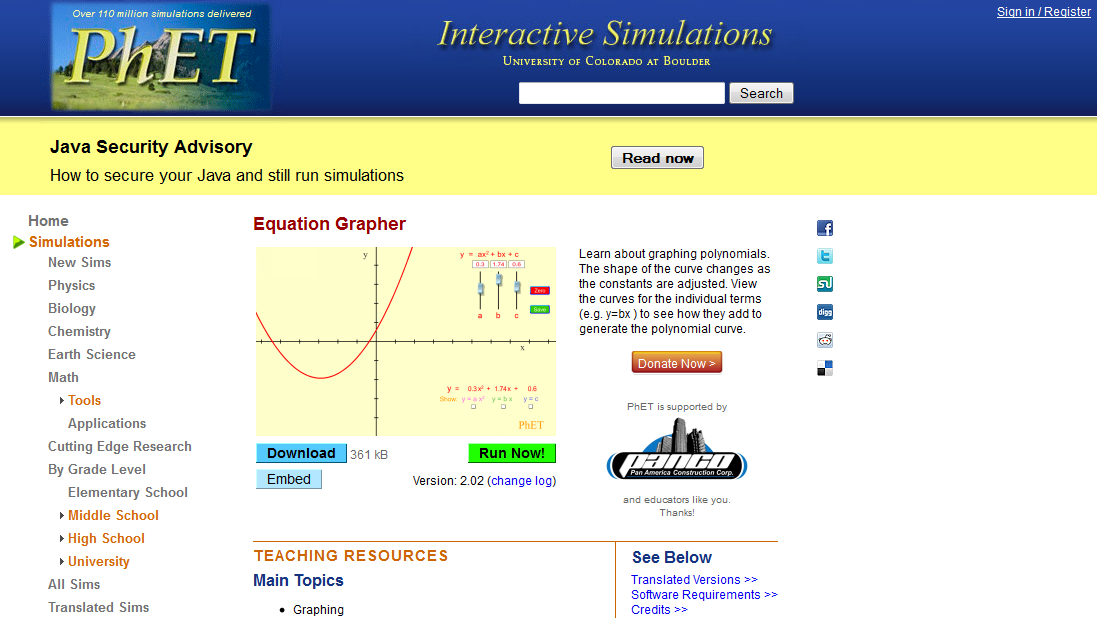 Over 110 million simulations delivered
PhET
Interactive Simulations
University of Colorado at Boulder
Sign in / Register
Search
Java Security Advisory
How to secure your Java and still run simulations
Read now
Home
Simulations
New Sims
Physics
Biology
Chemistry
Earth Science
Math
Tools
Applications
Cutting Edge Research
By Grade Level
Elementary School
Middle School
High School
University
All Sims
Translated Sims
Equation Grapher
y
y = ax² + bx + c
0.3 1.74 0.6
Zero
Save
a b c
x
y = 0.3x² + 1.74x + 0.6
Show: y = a x² y = b x y = c
PhET
Download 361 kB
Run Now!
Embed
Version: 2.02 (change log)
Learn about graphing polynomials.
The shape of the curve changes as
the constants are adjusted. View
the curves for the individual terms
(e.g. y=bx ) to see how they add to
generate the polynomial curve.
Donate Now >
PhET is supported by
panco
Pan America Construction Corp.
and educators like you.
Thanks!
f
t
digg
TEACHING RESOURCES
Main Topics
• Graphing
See Below
Translated Versions >>
Software Requirements >>
Credits >>